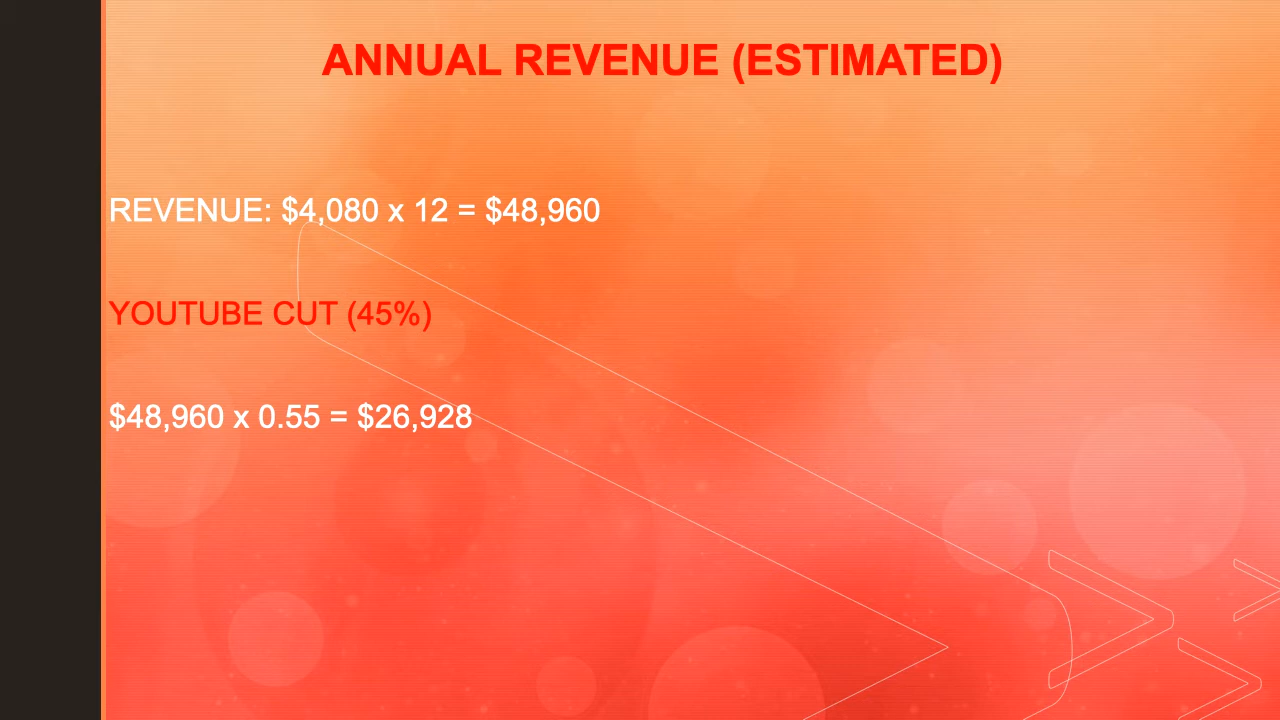 ANNUAL REVENUE (ESTIMATED)
REVENUE: $4,080 x 12 = $48,960
YOUTUBE CUT (45%)
$48,960 x 0.55 = $26,928